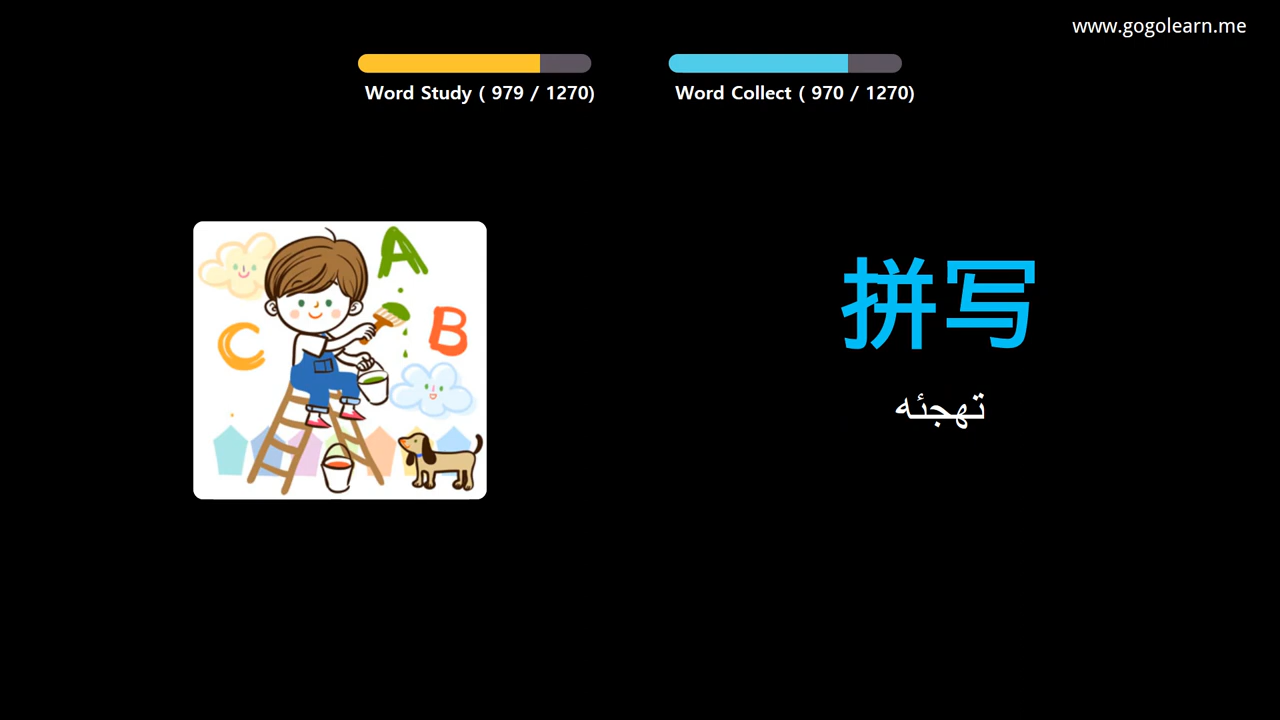 www.gogolearn.me
Word Study ( 979 / 1270)
Word Collect ( 970 / 1270)
A
B
C
拼写
تهجئه